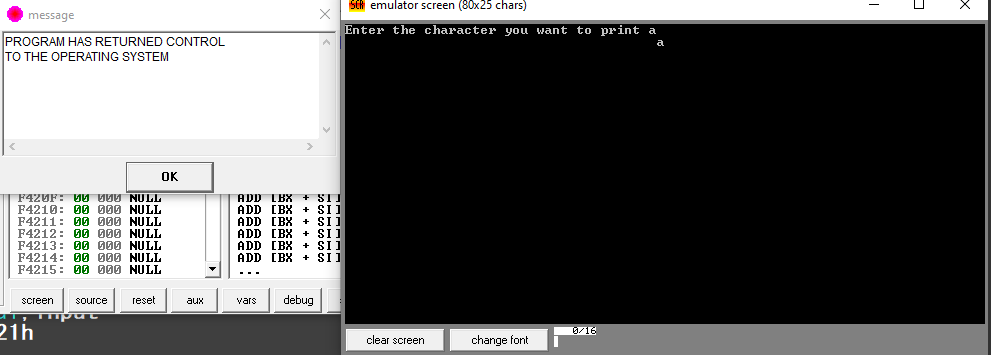 message
PROGRAM HAS RETURNED CONTROL
TO THE OPERATING SYSTEM
OK
F420F: 00 000 NULL
F4210: 00 000 NULL
F4211: 00 000 NULL
F4212: 00 000 NULL
F4213: 00 000 NULL
F4214: 00 000 NULL
F4215: 00 000 NULL
ADD [BX + SI]
ADD [BX + SI]
ADD [BX + SI]
ADD [BX + SI]
ADD [BX + SI]
ADD [BX + SI]
...
screen
source
reset
aux
vars
debug
21h
emulator screen (80x25 chars)
Enter the character you want to print a
a
clear screen
change font
0/16